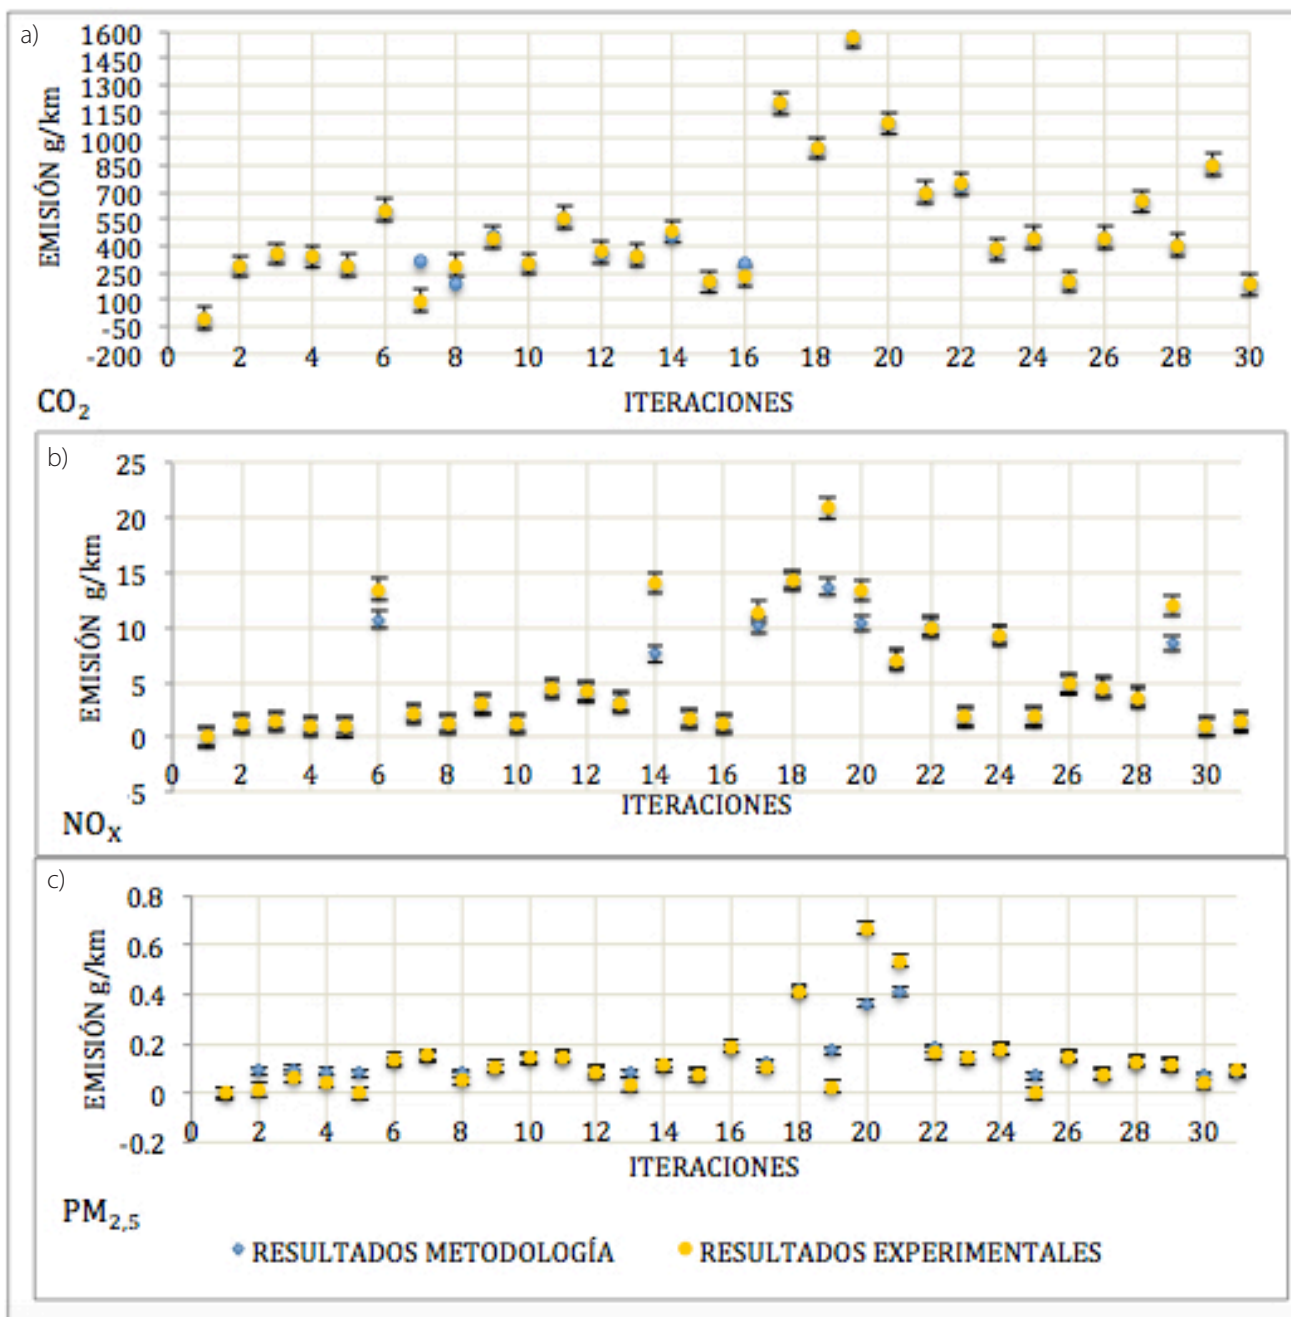 a)
1600
1450
1300
1150
1000
850
700
550
400
250
100
-50
-200
EMISIÓN g/km
0 2 4 6 8 10 12 14 16 18 20 22 24 26 28 30
ITERACIONES
CO2
b)
25
20
15
10
5
0
-5
EMISIÓN g/km
0 2 4 6 8 10 12 14 16 18 20 22 24 26 28 30
ITERACIONES
NOX
c)
0.8
0.6
0.4
0.2
0
-0.2
EMISIÓN g/km
0 2 4 6 8 10 12 14 16 18 20 22 24 26 28 30
ITERACIONES
PM2,5
RESULTADOS METODOLOGÍA RESULTADOS EXPERIMENTALES